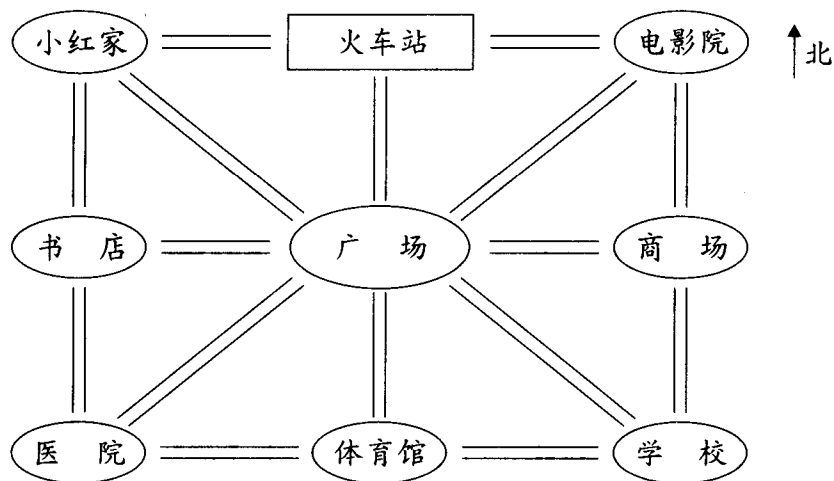 小红家 火车站 电影院 北
书 店 广 场 商 场
医 院 体育馆 学 校